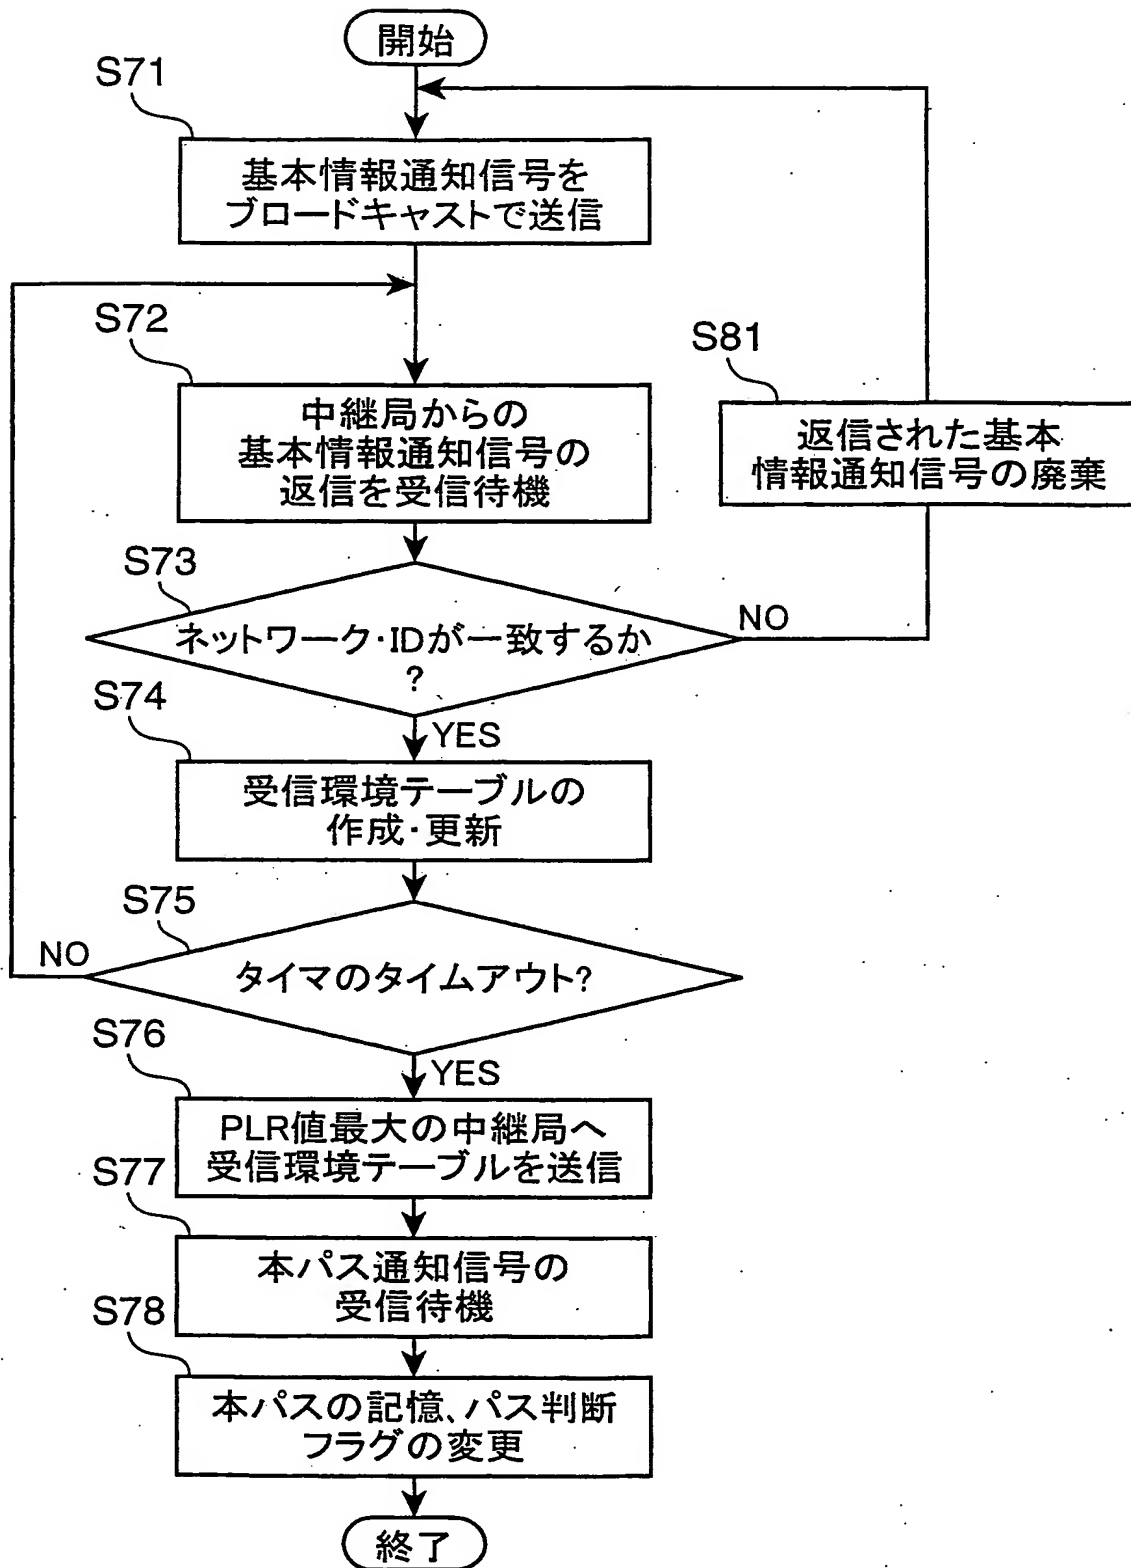 開始
S71
基本情報通知信号を
ブロードキャストで送信
S72
中継局からの
基本情報通知信号の
返信を受信待機
S81
返信された基本
情報通知信号の廃棄
S73
ネットワーク・IDが一致するか
?
NO
YES
S74
受信環境テーブルの
作成・更新
S75
タイマのタイムアウト?
NO
YES
S76
PLR値最大の中継局へ
受信環境テーブルを送信
S77
本パス通知信号の
受信待機
S78
本パスの記憶、パス判断
フラグの変更
終了